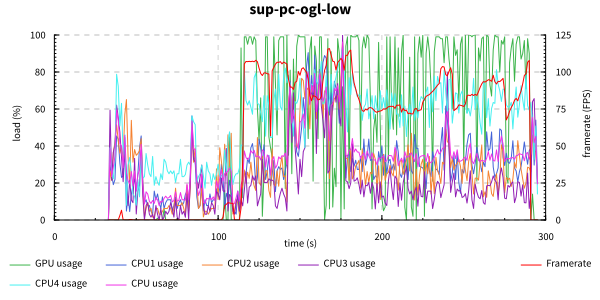 sup-pc-ogl-low
100 125
80 100
60 75
40 50
20 25
0 0
0 100 200 300
load (%)
time (s)
framerate (FPS)
GPU usage CPU1 usage CPU2 usage CPU3 usage Framerate
CPU4 usage CPU usage